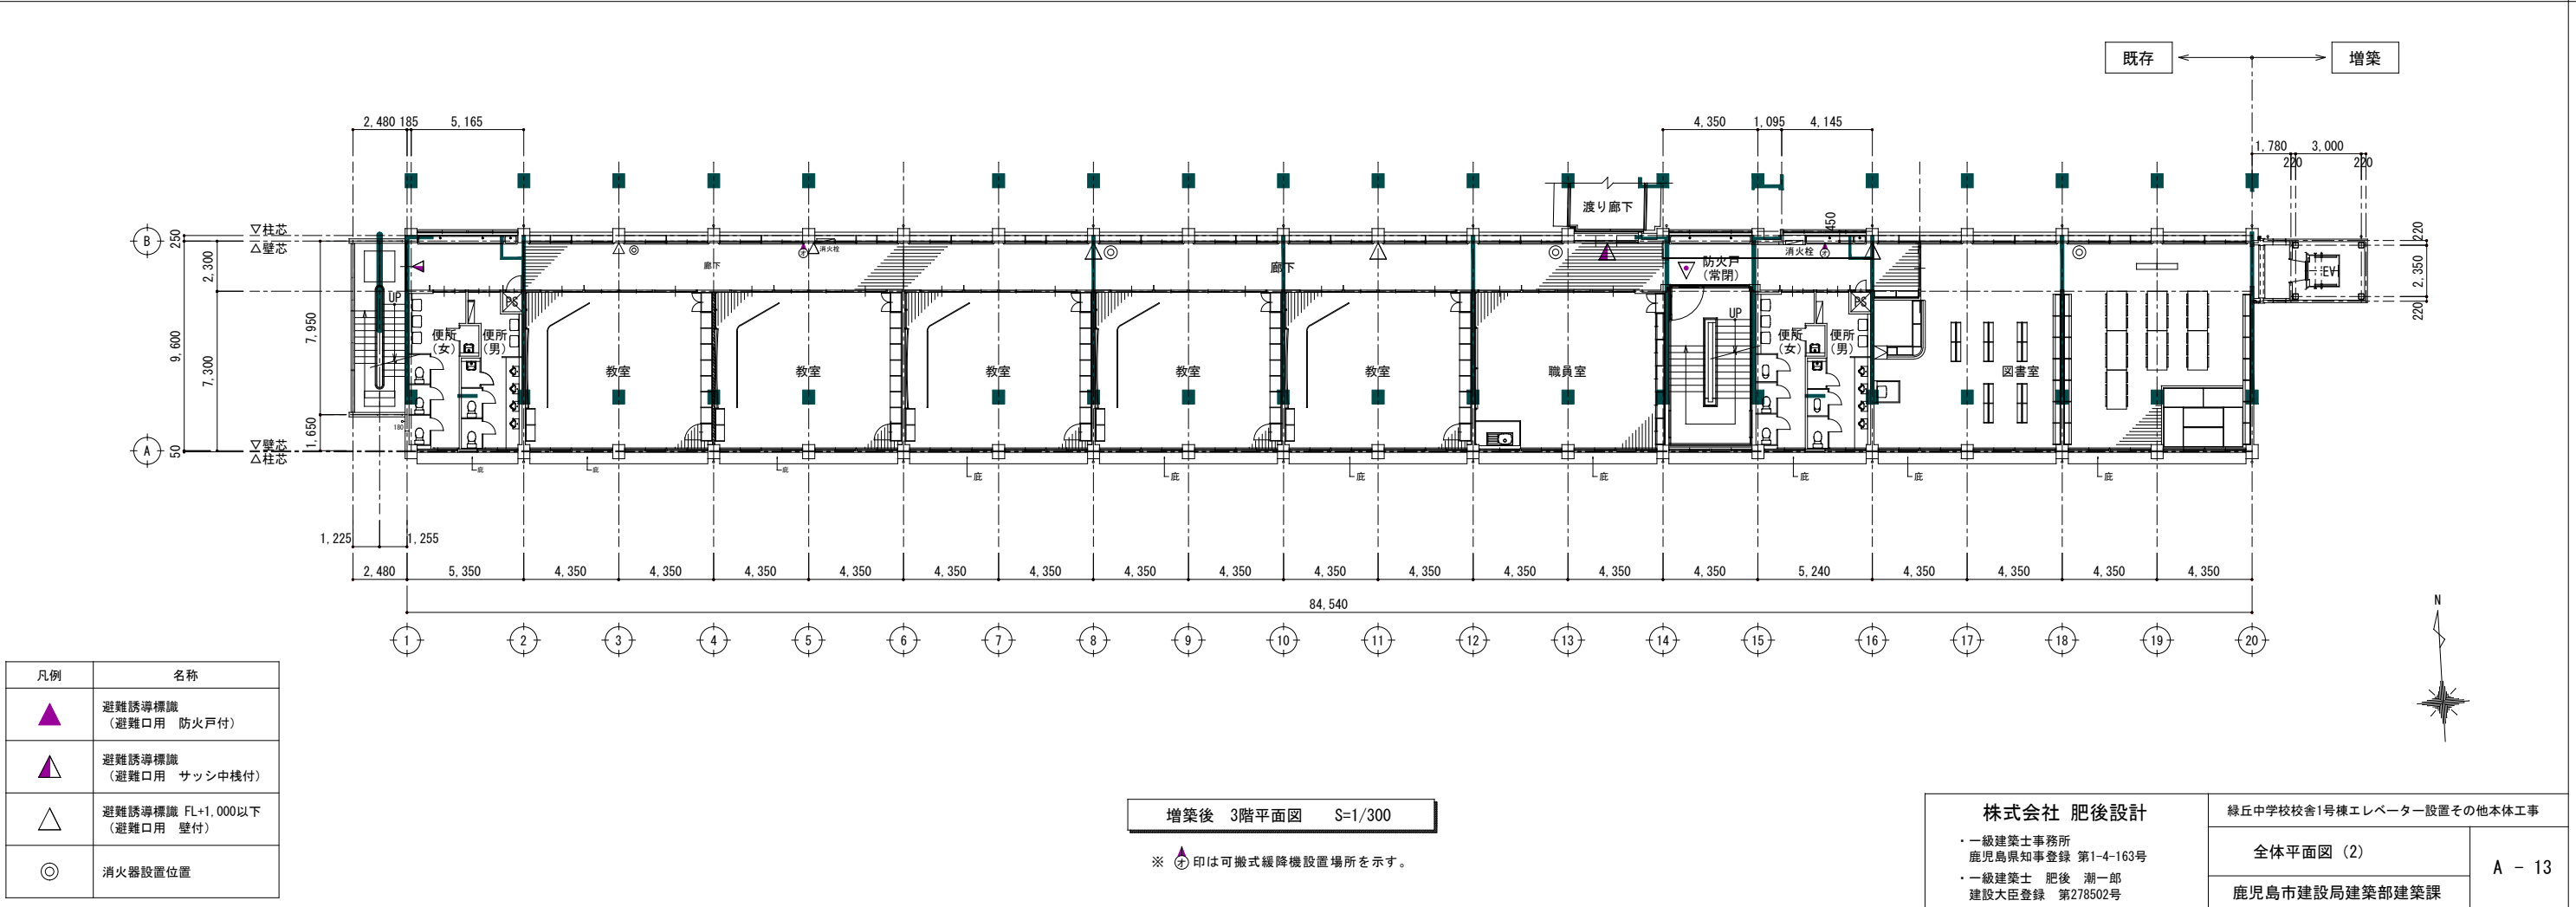 既存
増築
2,480 185 5,165
4,350 1,095 4,145
1,780 3,000
220 220
▽柱芯
△壁芯
B
250
2,300
9,600
7,300
7,950
1,650
50
A
▽壁芯
△柱芯
180
渡り廊下
450
220
2,350
220
EV
消火栓
廊下
廊下
防火戸
(常閉)
消火栓
オ
オ
UP
PS
便所
(女)
便所
(男)
教室
教室
教室
教室
教室
職員室
UP
PS
便所
(女)
便所
(男)
図書室
庇 庇 庇 庇 庇 庇 庇 庇 庇 庇
1,225 1,255
2,480 5,350 4,350 4,350 4,350 4,350 4,350 4,350 4,350 4,350 4,350 4,350 4,350 4,350 4,350 5,240 4,350 4,350 4,350 4,350
84,540
1 2 3 4 5 6 7 8 9 10 11 12 13 14 15 16 17 18 19 20
N
凡例 名称
避難誘導標識
(避難口用 防火戸付)
避難誘導標識
(避難口用 サッシ中桟付)
避難誘導標識 FL+1,000以下
(避難口用 壁付)
消火器設置位置
増築後 3階平面図 S=1/300
※ オ 印は可搬式緩降機設置場所を示す。
株式会社 肥後設計
・一級建築士事務所
鹿児島県知事登録 第1-4-163号
・一級建築士 肥後 潮一郎
建設大臣登録 第278502号
緑丘中学校校舎1号棟エレベーター設置その他本体工事
全体平面図 (2)
鹿児島市建設局建築部建築課
A - 13